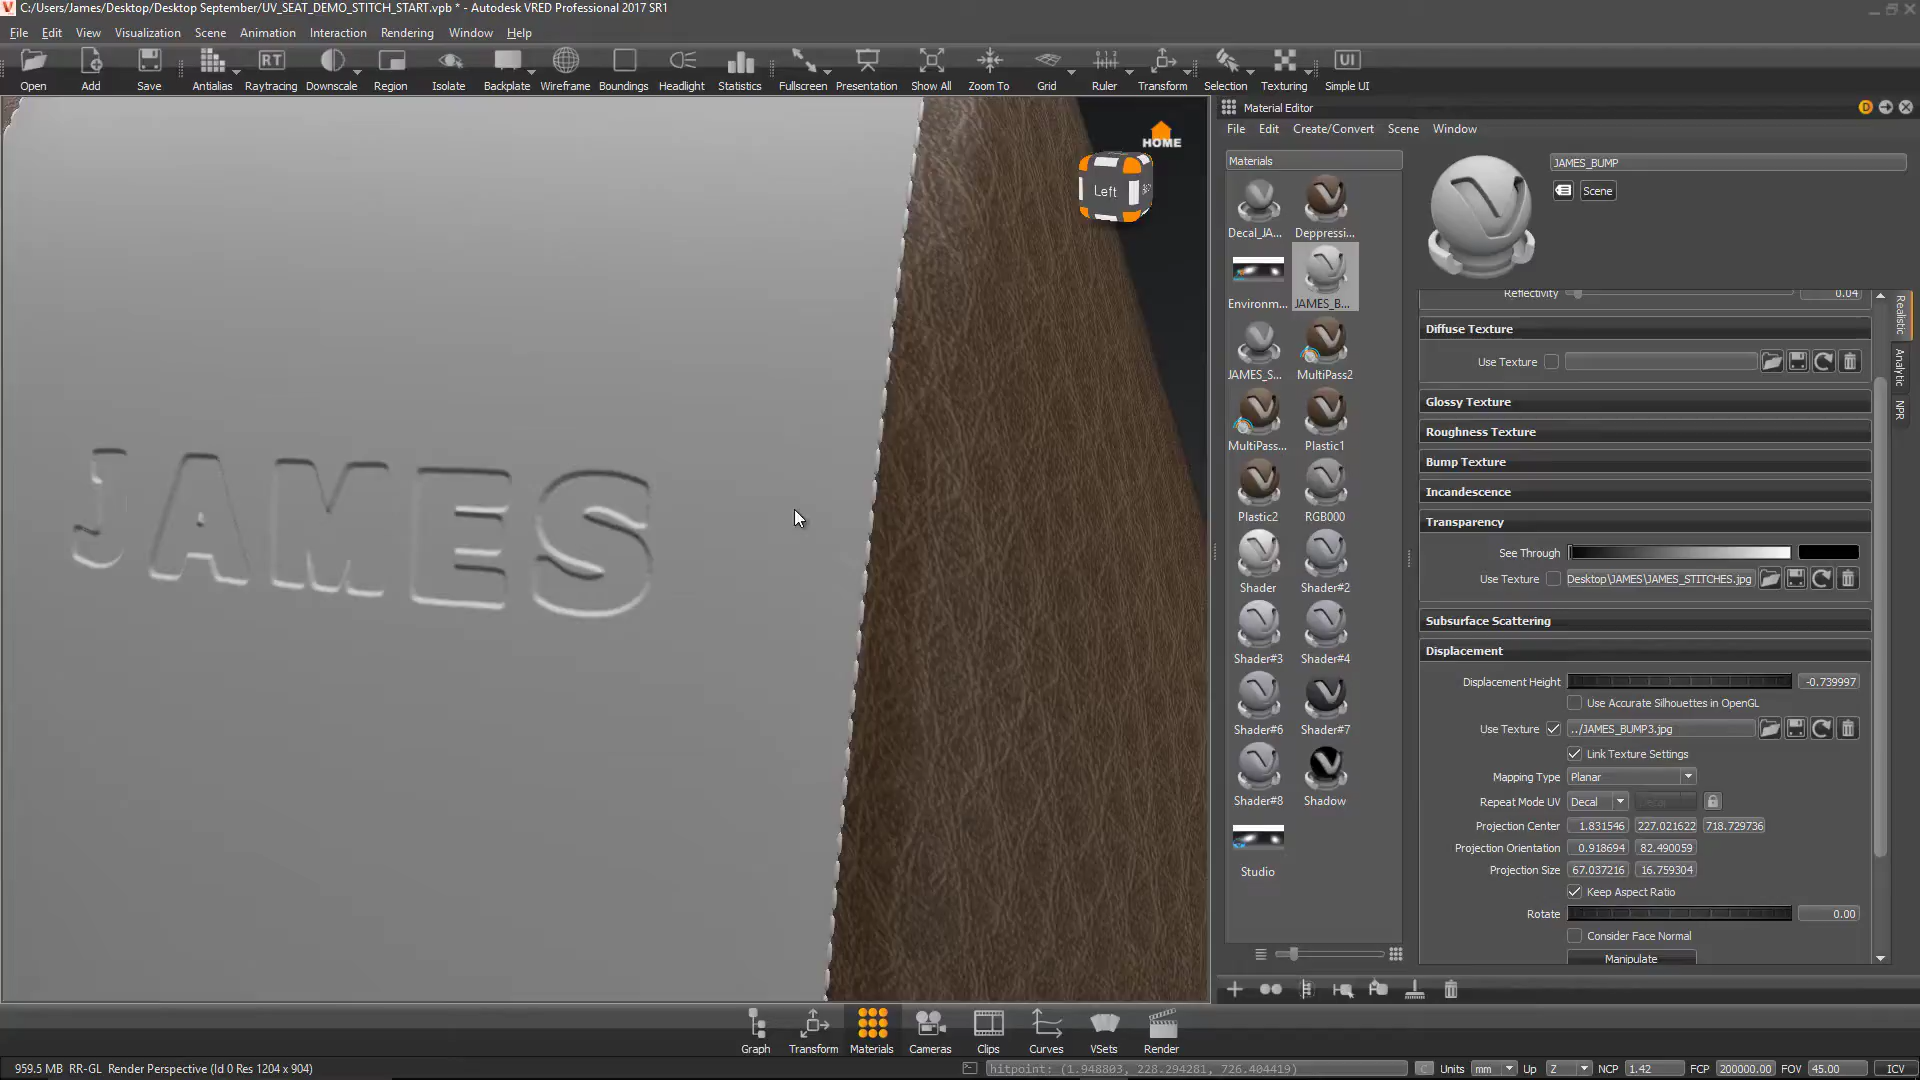 C:/Users/James/Desktop/Desktop September/UV_SEAT_DEMO_STITCH_START.vpb * - Autodesk VRED Professional 2017 SR1
File Edit View Visualization Scene Animation Interaction Rendering Window Help
Open Add Save Antialias Raytracing Downscale Region Isolate Backplate Wireframe Boundings Headlight Statistics Fullscreen Presentation Show All Zoom To Grid Ruler Transform Selection Texturing Simple UI
HOME
Left
JAMES
Material Editor
File Edit Create/Convert Scene Window
Materials
Decal_JA... Deppressi...
Environm... JAMES_B...
JAMES_S... MultiPass2
MultiPass... Plastic1
Plastic2 RGB000
Shader Shader#2
Shader#3 Shader#4
Shader#6 Shader#7
Shader#8 Shadow
Studio
JAMES_BUMP
Scene
Realistic
Analytic
NPR
Reflectivity 0.04
Diffuse Texture
Use Texture
Glossy Texture
Roughness Texture
Bump Texture
Incandescence
Transparency
See Through
Use Texture Desktop\JAMES\JAMES_STITCHES.jpg
Subsurface Scattering
Displacement
Displacement Height -0.739997
Use Accurate Silhouettes in OpenGL
Use Texture ../JAMES_BUMP3.jpg
Link Texture Settings
Mapping Type Planar
Repeat Mode UV Decal Decal
Projection Center 1.831546 227.021622 718.729736
Projection Orientation 0.918694 82.490059
Projection Size 67.037216 16.759304
Keep Aspect Ratio
Rotate 0.00
Consider Face Normal
Manipulate
Graph Transform Materials Cameras Clips Curves VSets Render
959.5 MB RR-GL Render Perspective (Id 0 Res 1204 x 904) hitpoint: (1.948803, 228.294281, 726.404419) C Units mm Up Z NCP 1.42 FCP 200000.00 FOV 45.00 ICV